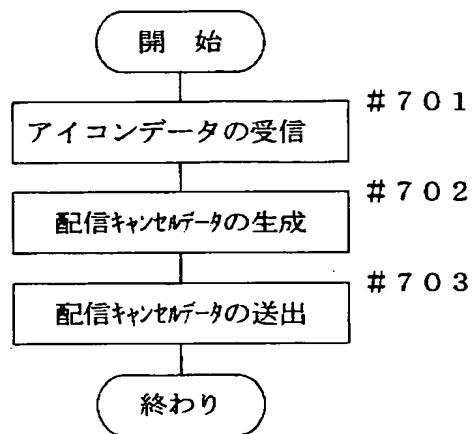 開　始
＃７０１
アイコンデータの受信
＃７０２
配信ｷｬﾝｾﾙﾃﾞｰﾀの生成
＃７０３
配信ｷｬﾝｾﾙﾃﾞｰﾀの送出
終わり